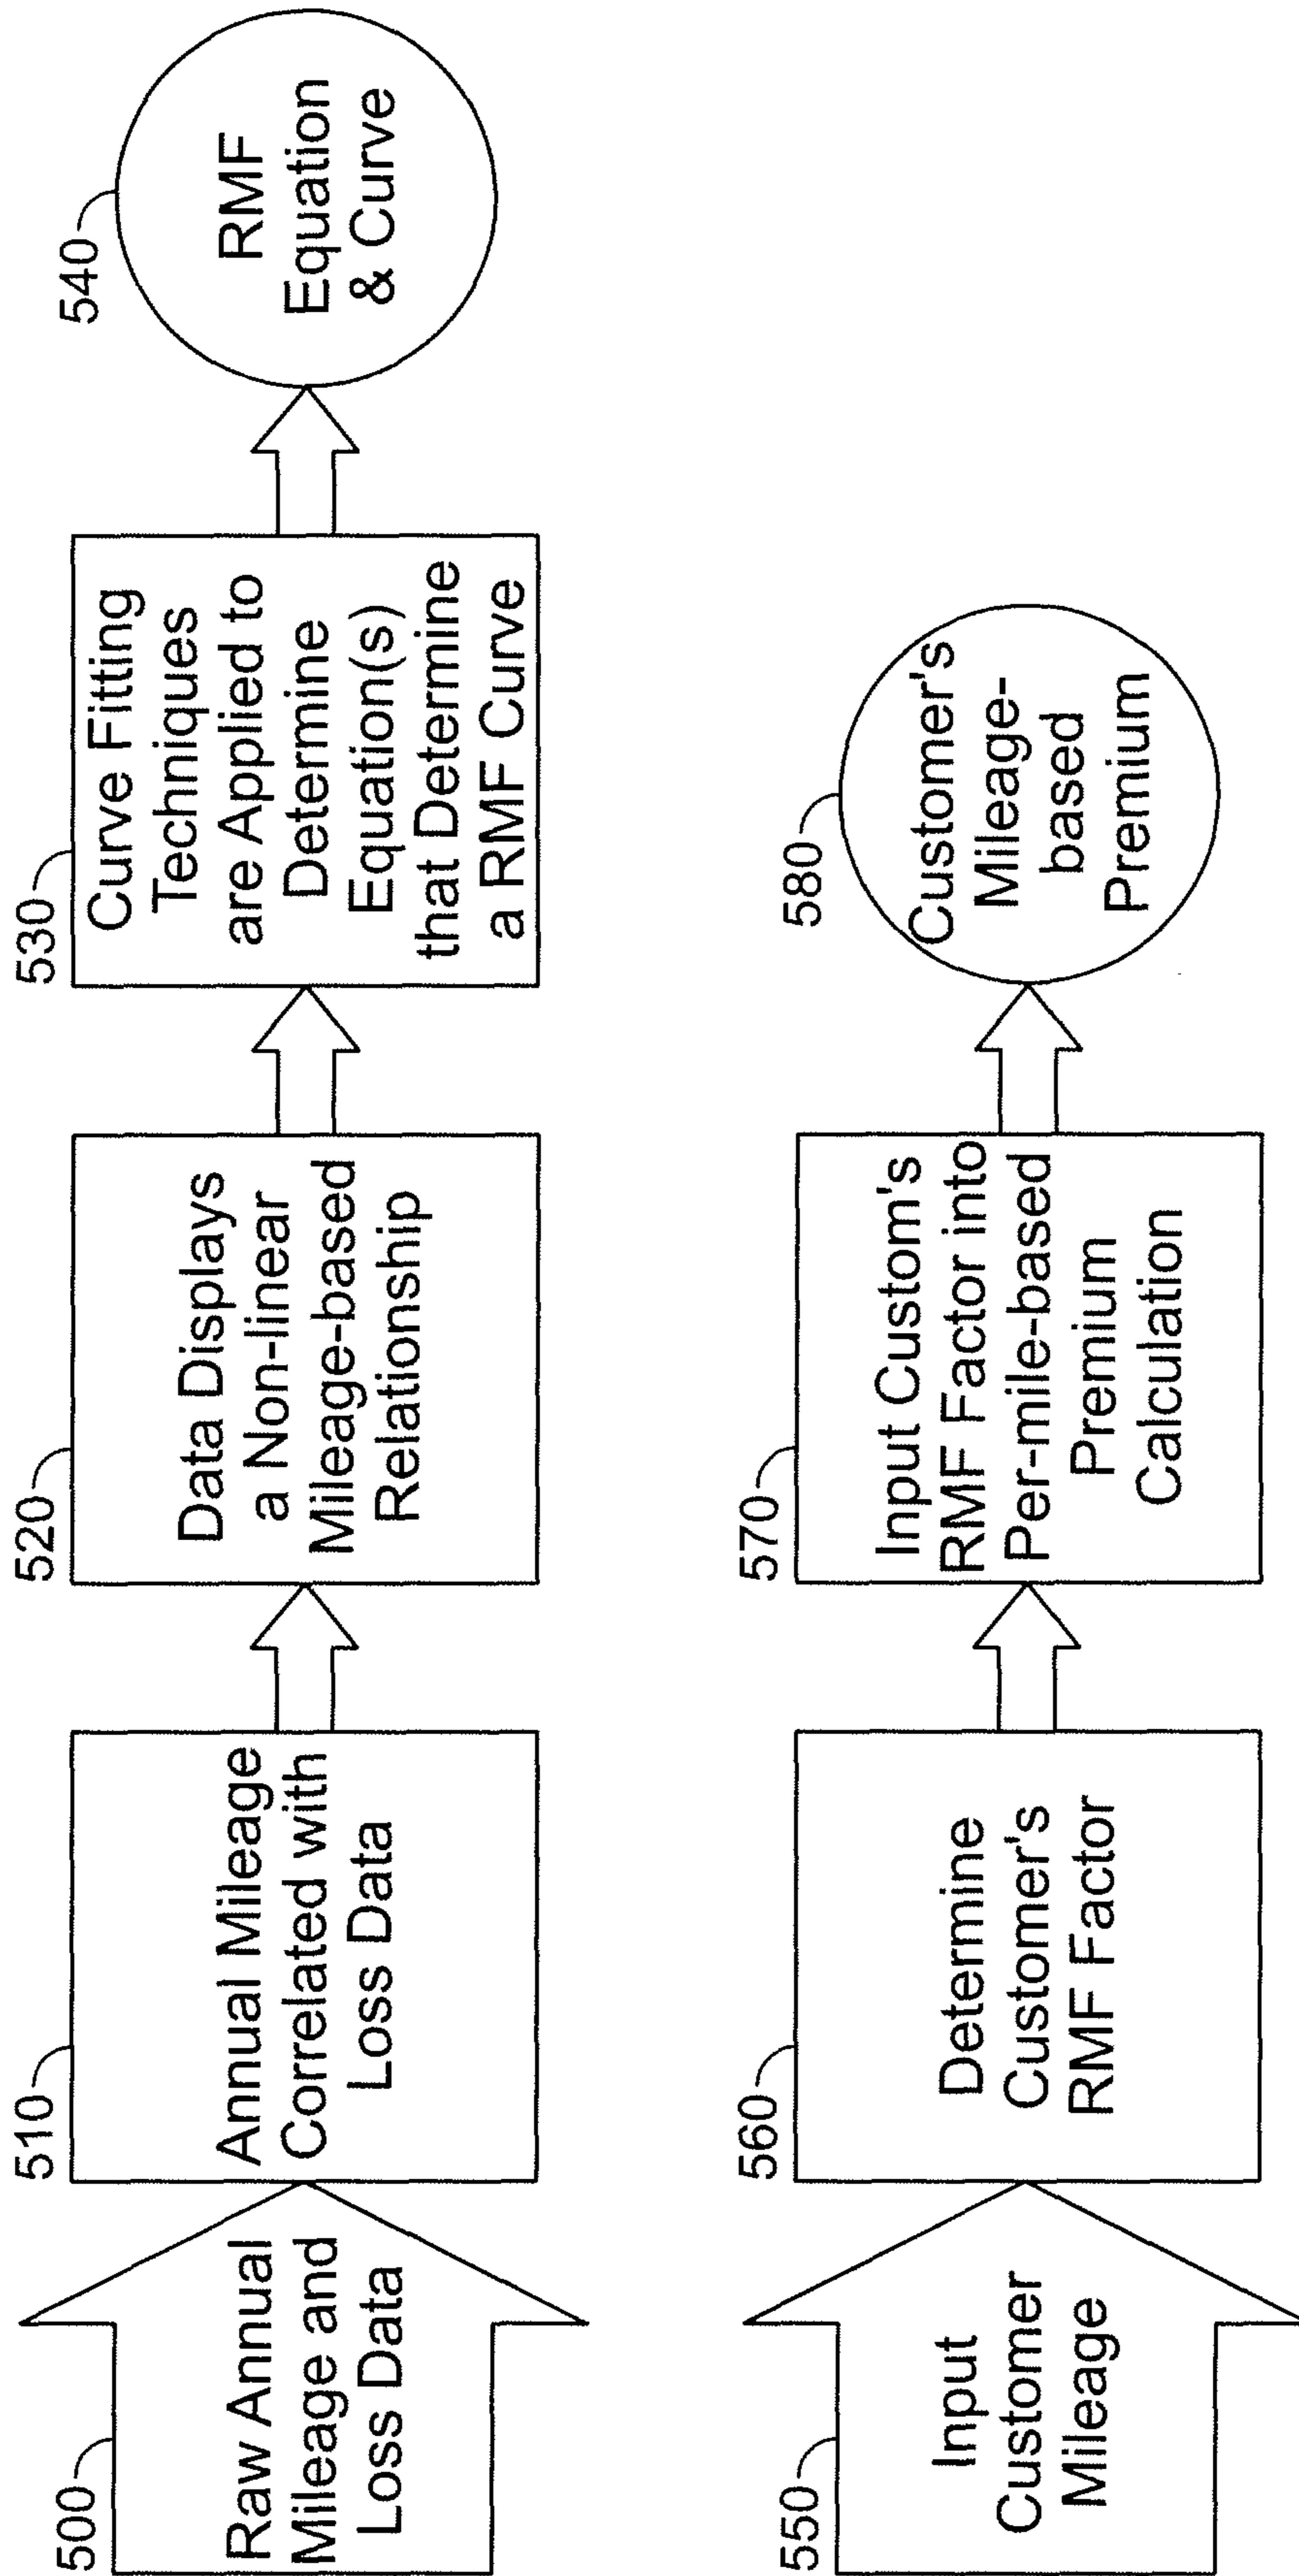 500
Raw Annual
Mileage and
Loss Data
510
Annual Mileage
Correlated with
Loss Data
520
Data Displays
a Non-linear
Mileage-based
Relationship
530
Curve Fitting
Techniques
are Applied to
Determine
Equation(s)
that Determine
a RMF Curve
540
RMF
Equation
& Curve
550
Input
Customer
Mileage
560
Determine
Customer's
RMF Factor
570
Input Custom's
RMF Factor into
Per-mile-based
Premium
Calculation
580
Customer's
Mileage-
based
Premium